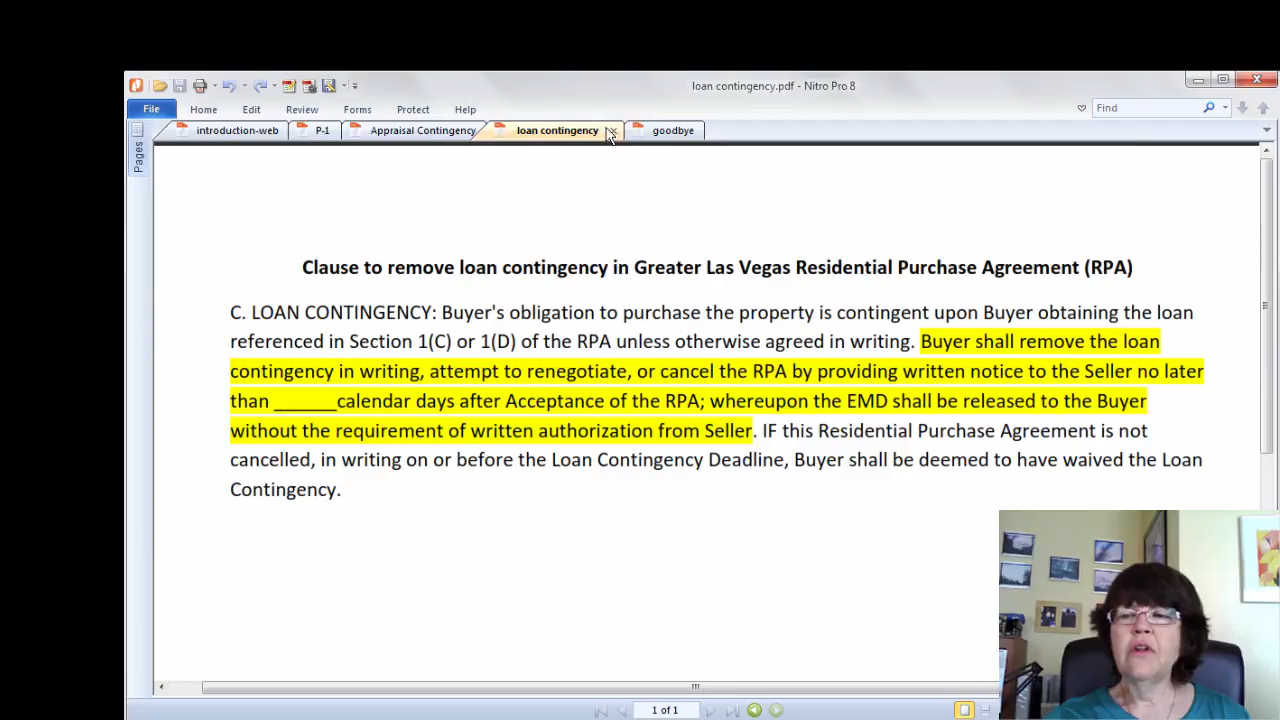 loan contingency.pdf - Nitro Pro 8
File Home Edit Review Forms Protect Help
Find
introduction-web P-1 Appraisal Contingency loan contingency goodbye
Pages
Clause to remove loan contingency in Greater Las Vegas Residential Purchase Agreement (RPA)
C. LOAN CONTINGENCY: Buyer's obligation to purchase the property is contingent upon Buyer obtaining the loan
referenced in Section 1(C) or 1(D) of the RPA unless otherwise agreed in writing. Buyer shall remove the loan
contingency in writing, attempt to renegotiate, or cancel the RPA by providing written notice to the Seller no later
than ______calendar days after Acceptance of the RPA; whereupon the EMD shall be released to the Buyer
without the requirement of written authorization from Seller. IF this Residential Purchase Agreement is not
cancelled, in writing on or before the Loan Contingency Deadline, Buyer shall be deemed to have waived the Loan
Contingency.
1 of 1